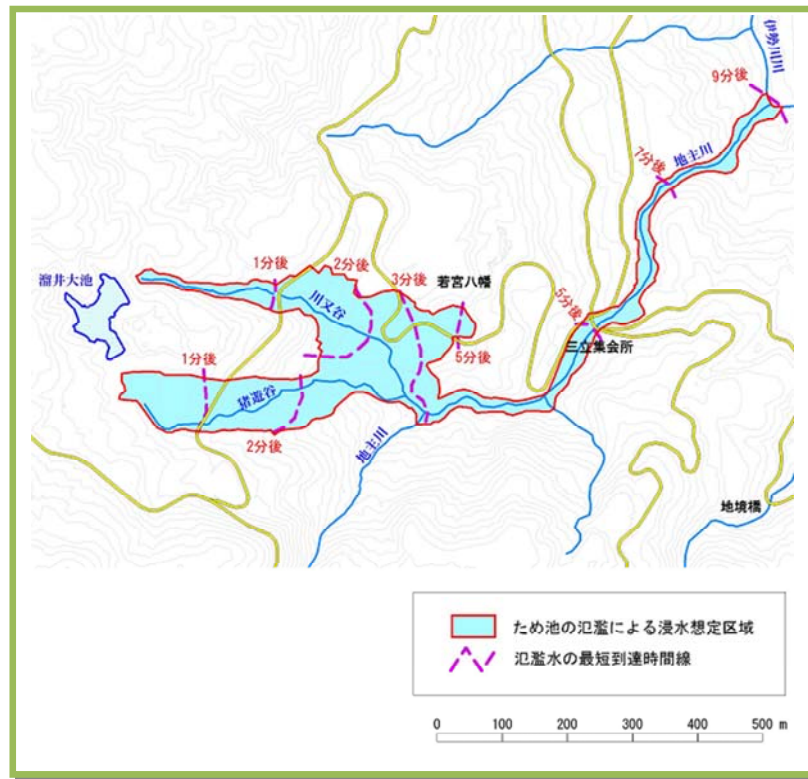 伊勢川川
9分後
地主川
7分後
溜井大池
1分後
2分後
3分後
若宮八幡
川又谷
5分後
三立集会所
5分後
1分後
猪遊谷
2分後
地主川
地境橋
ため池の氾濫による浸水想定区域
氾濫水の最短到達時間線
0 100 200 300 400 500 m